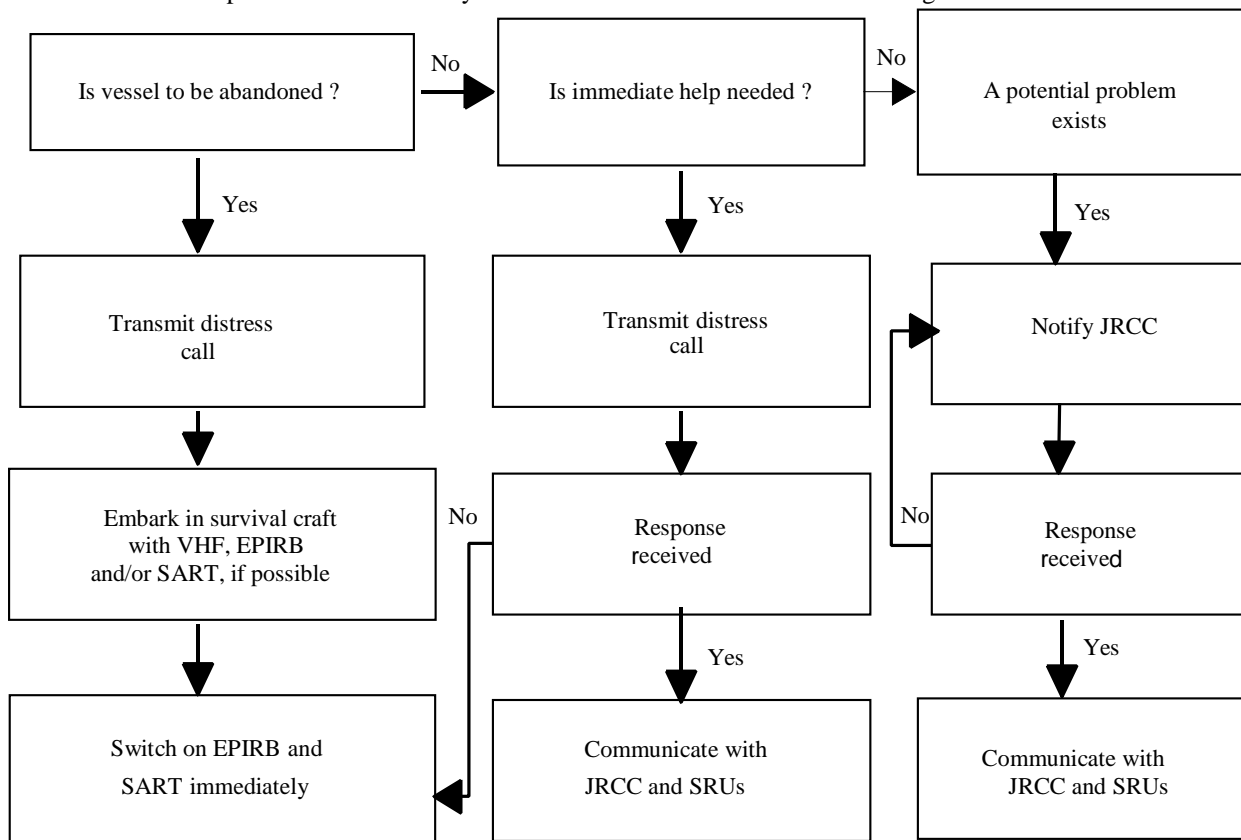 Is vessel to be abandoned ?
No
Is immediate help needed ?
No
A potential problem
exists
Yes
Yes
Yes
Transmit distress
call
Transmit distress
call
Notify JRCC
Embark in survival craft
with VHF, EPIRB
and/or SART, if possible
No
Response
received
No
Response
received
Yes
Yes
Switch on EPIRB and
SART immediately
Communicate with
JRCC and SRUs
Communicate with
JRCC and SRUs